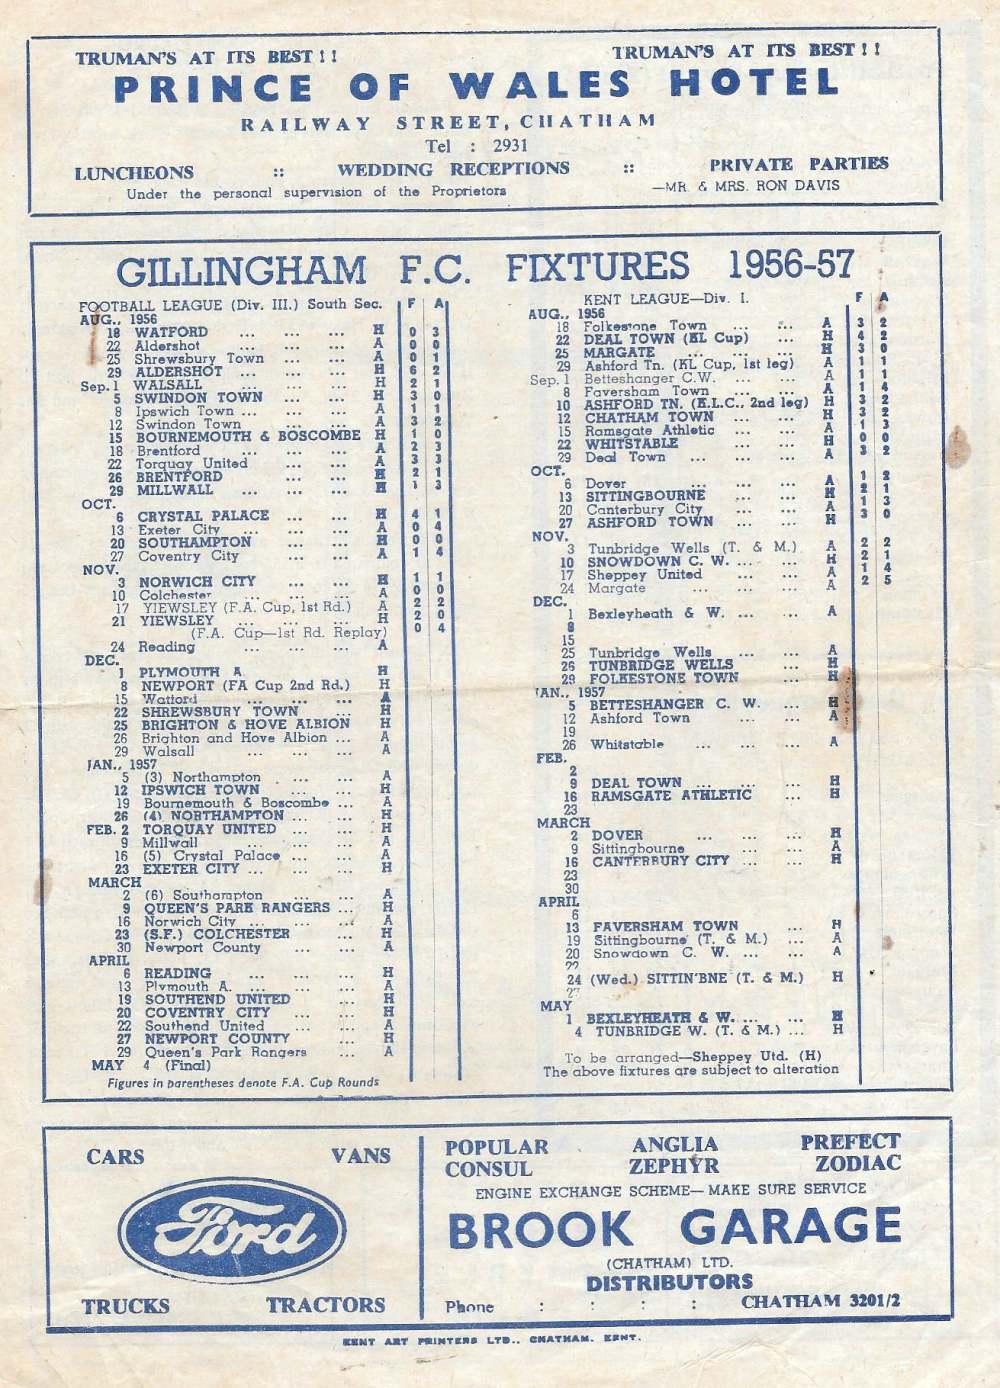 TRUMAN'S AT ITS BEST!! TRUMAN'S AT ITS BEST!!
PRINCE OF WALES HOTEL
RAILWAY STREET, CHATHAM
Tel : 2931
LUNCHEONS :: WEDDING RECEPTIONS :: PRIVATE PARTIES
Under the personal supervision of the Proprietors —MR. & MRS. RON DAVIS
GILLINGHAM F.C. FIXTURES 1956-57
FOOTBALL LEAGUE (Div. III.) South Sec. F A
AUG., 1956
18 WATFORD ... ... ... H 0 3
22 Aldershot ... ... ... A 0 0
25 Shrewsbury Town ... ... A 0 1
29 ALDERSHOT ... ... ... H 6 2
Sep. 1 WALSALL ... ... ... H 2 1
5 SWINDON TOWN ... ... H 3 0
8 Ipswich Town ... ... ... A 1 1
12 Swindon Town ... ... A 3 2
15 BOURNEMOUTH & BOSCOMBE H 1 0
18 Brentford ... ... ... A 2 3
22 Torquay United ... ... A 3 3
26 BRENTFORD ... ... H 2 1
29 MILLWALL ... ... ... H 1 3
OCT.
6 CRYSTAL PALACE ... ... H 4 1
13 Exeter City ... ... ... A 0 4
20 SOUTHAMPTON ... ... H 0 0
27 Coventry City ... ... A 1 4
NOV.
3 NORWICH CITY ... ... H 1 1
10 Colchester ... ... ... A 0 0
17 YIEWSLEY (F.A. Cup, 1st Rd.) A 2 2
21 YIEWSLEY ... ... ... H 2 0
(F.A. Cup—1st Rd. Replay) 0 4
24 Reading ... ... ... A
DEC.
1 PLYMOUTH A. H
8 NEWPORT (FA Cup 2nd Rd.) H
15 Watford ... ... ... A
22 SHREWSBURY TOWN ... H
25 BRIGHTON & HOVE ALBION H
26 Brighton and Hove Albion ... A
29 Walsall ... ... ... A
JAN., 1957
5 (3) Northampton ... ... A
12 IPSWICH TOWN ... ... H
19 Bournemouth & Boscombe ... A
26 (4) NORTHAMPTON ... ... H
FEB. 2 TORQUAY UNITED ... ... H
9 Millwall ... ... ... A
16 (5) Crystal Palace ... ... A
23 EXETER CITY ... ... ... H
MARCH
2 (6) Southampton ... ... A
9 QUEEN'S PARK RANGERS ... H
16 Norwich City ... ... ... A
23 (S.F.) COLCHESTER ... H
30 Newport County ... ... A
APRIL
6 READING ... ... ... H
13 Plymouth A. ... ... ... A
19 SOUTHEND UNITED ... H
20 COVENTRY CITY ... ... H
22 Southend United ... ... A
27 NEWPORT COUNTY ... H
29 Queen's Park Rangers ... A
MAY 4 (Final)
Figures in parentheses denote F.A. Cup Rounds
KENT LEAGUE—Div. I. F A
AUG., 1956
18 Folkestone Town ... ... A 3 2
22 DEAL TOWN (KL Cup) ... H 4 2
25 MARGATE ... ... ... H 3 0
29 Ashford Tn. (KL Cup, 1st leg) A 1 1
Sep. 1 Betteshanger C.W. ... ... A 1 1
8 Faversham Town ... ... A 1 4
10 ASHFORD TN. (K.L.C., 2nd leg) H 3 2
12 CHATHAM TOWN ... ... H 3 2
15 Ramsgate Athletic ... ... A 1 3
22 WHITSTABLE ... ... H 0 0
29 Deal Town ... ... ... A 3 2
OCT.
6 Dover ... ... ... A 1 2
13 SITTINGBOURNE ... ... H 2 1
20 Canterbury City ... ... A 1 3
27 ASHFORD TOWN ... ... H 3 0
NOV.
3 Tunbridge Wells (T. & M.) A 2 2
10 SNOWDOWN C. W. ... ... H 2 1
17 Sheppey United ... ... A 1 4
24 Margate ... ... ... A 2 5
DEC.
1 Bexleyheath & W. ... ... A
8
15
25 Tunbridge Wells ... ... A
26 TUNBRIDGE WELLS ... H
29 FOLKESTONE TOWN ... H
JAN., 1957
5 BETTESHANGER C. W. ... H
12 Ashford Town ... ... A
19
26 Whitstable ... ... ... A
FEB.
2
9 DEAL TOWN ... ... ... H
16 RAMSGATE ATHLETIC ... H
23
MARCH
2 DOVER ... ... ... H
9 Sittingbourne ... ... A
16 CANTERBURY CITY ... ... H
23
30
APRIL
6
13 FAVERSHAM TOWN ... H
19 Sittingbourne (T. & M.) ... A
20 Snowdown C. W. ... ... A
22
24 (Wed.) SITTIN'BNE (T. & M.) H
27
MAY
1 BEXLEYHEATH & W. ... ... H
4 TUNBRIDGE W. (T. & M.) ... H
To be arranged—Sheppey Utd. (H)
The above fixtures are subject to alteration
CARS VANS
Ford
TRUCKS TRACTORS
POPULAR ANGLIA PREFECT
CONSUL ZEPHYR ZODIAC
ENGINE EXCHANGE SCHEME— MAKE SURE SERVICE
BROOK GARAGE
(CHATHAM) LTD.
DISTRIBUTORS
Phone : : : : CHATHAM 3201/2
KENT ART PRINTERS LTD., CHATHAM. KENT.